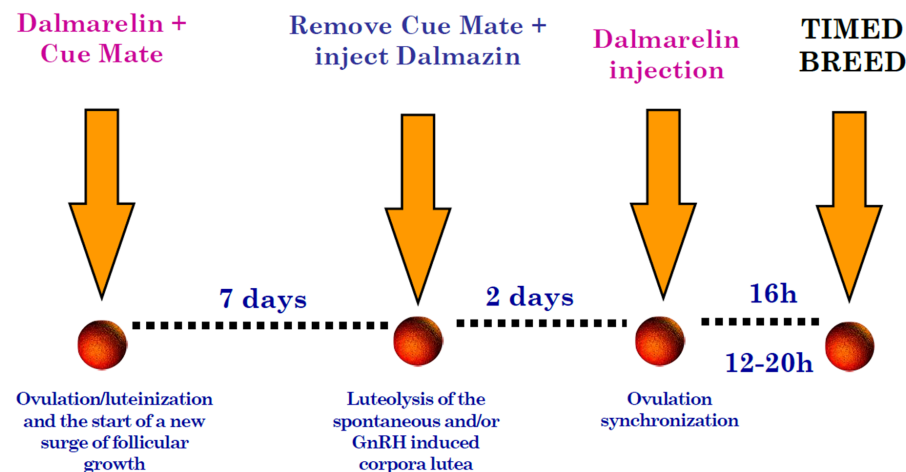 Dalmarelin +
Cue Mate
Remove Cue Mate +
inject Dalmazin
Dalmarelin
injection
TIMED
BREED
7 days
2 days
16h
12-20h
Ovulation/luteinization
and the start of a new
surge of follicular
growth
Luteolysis of the
spontaneous and/or
GnRH induced
corpora lutea
Ovulation
synchronization